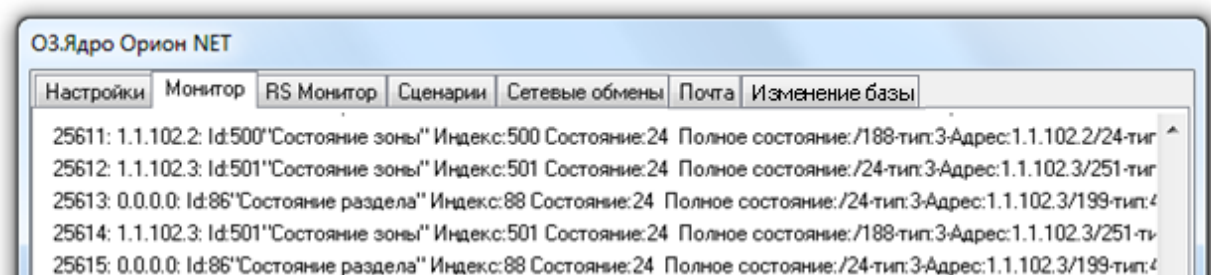 О3.Ядро Орион NET
Настройки Монитор RS Монитор Сценарии Сетевые обмены Почта Изменение базы
25611: 1.1.102.2: Id:500"Состояние зоны" Индекс:500 Состояние:24 Полное состояние:/188-тип:3-Адрес:1.1.102.2/24-тип
25612: 1.1.102.3: Id:501"Состояние зоны" Индекс:501 Состояние:24 Полное состояние:/24-тип:3-Адрес:1.1.102.3/251-тип
25613: 0.0.0.0: Id:86"Состояние раздела" Индекс:88 Состояние:24 Полное состояние:/24-тип:3-Адрес:1.1.102.3/199-тип:
25614: 1.1.102.3: Id:501"Состояние зоны" Индекс:501 Состояние:24 Полное состояние:/188-тип:3-Адрес:1.1.102.3/251-
25615: 0.0.0.0: Id:86"Состояние раздела" Индекс:88 Состояние:24 Полное состояние:/24-тип:3-Адрес:1.1.102.3/199-тип: